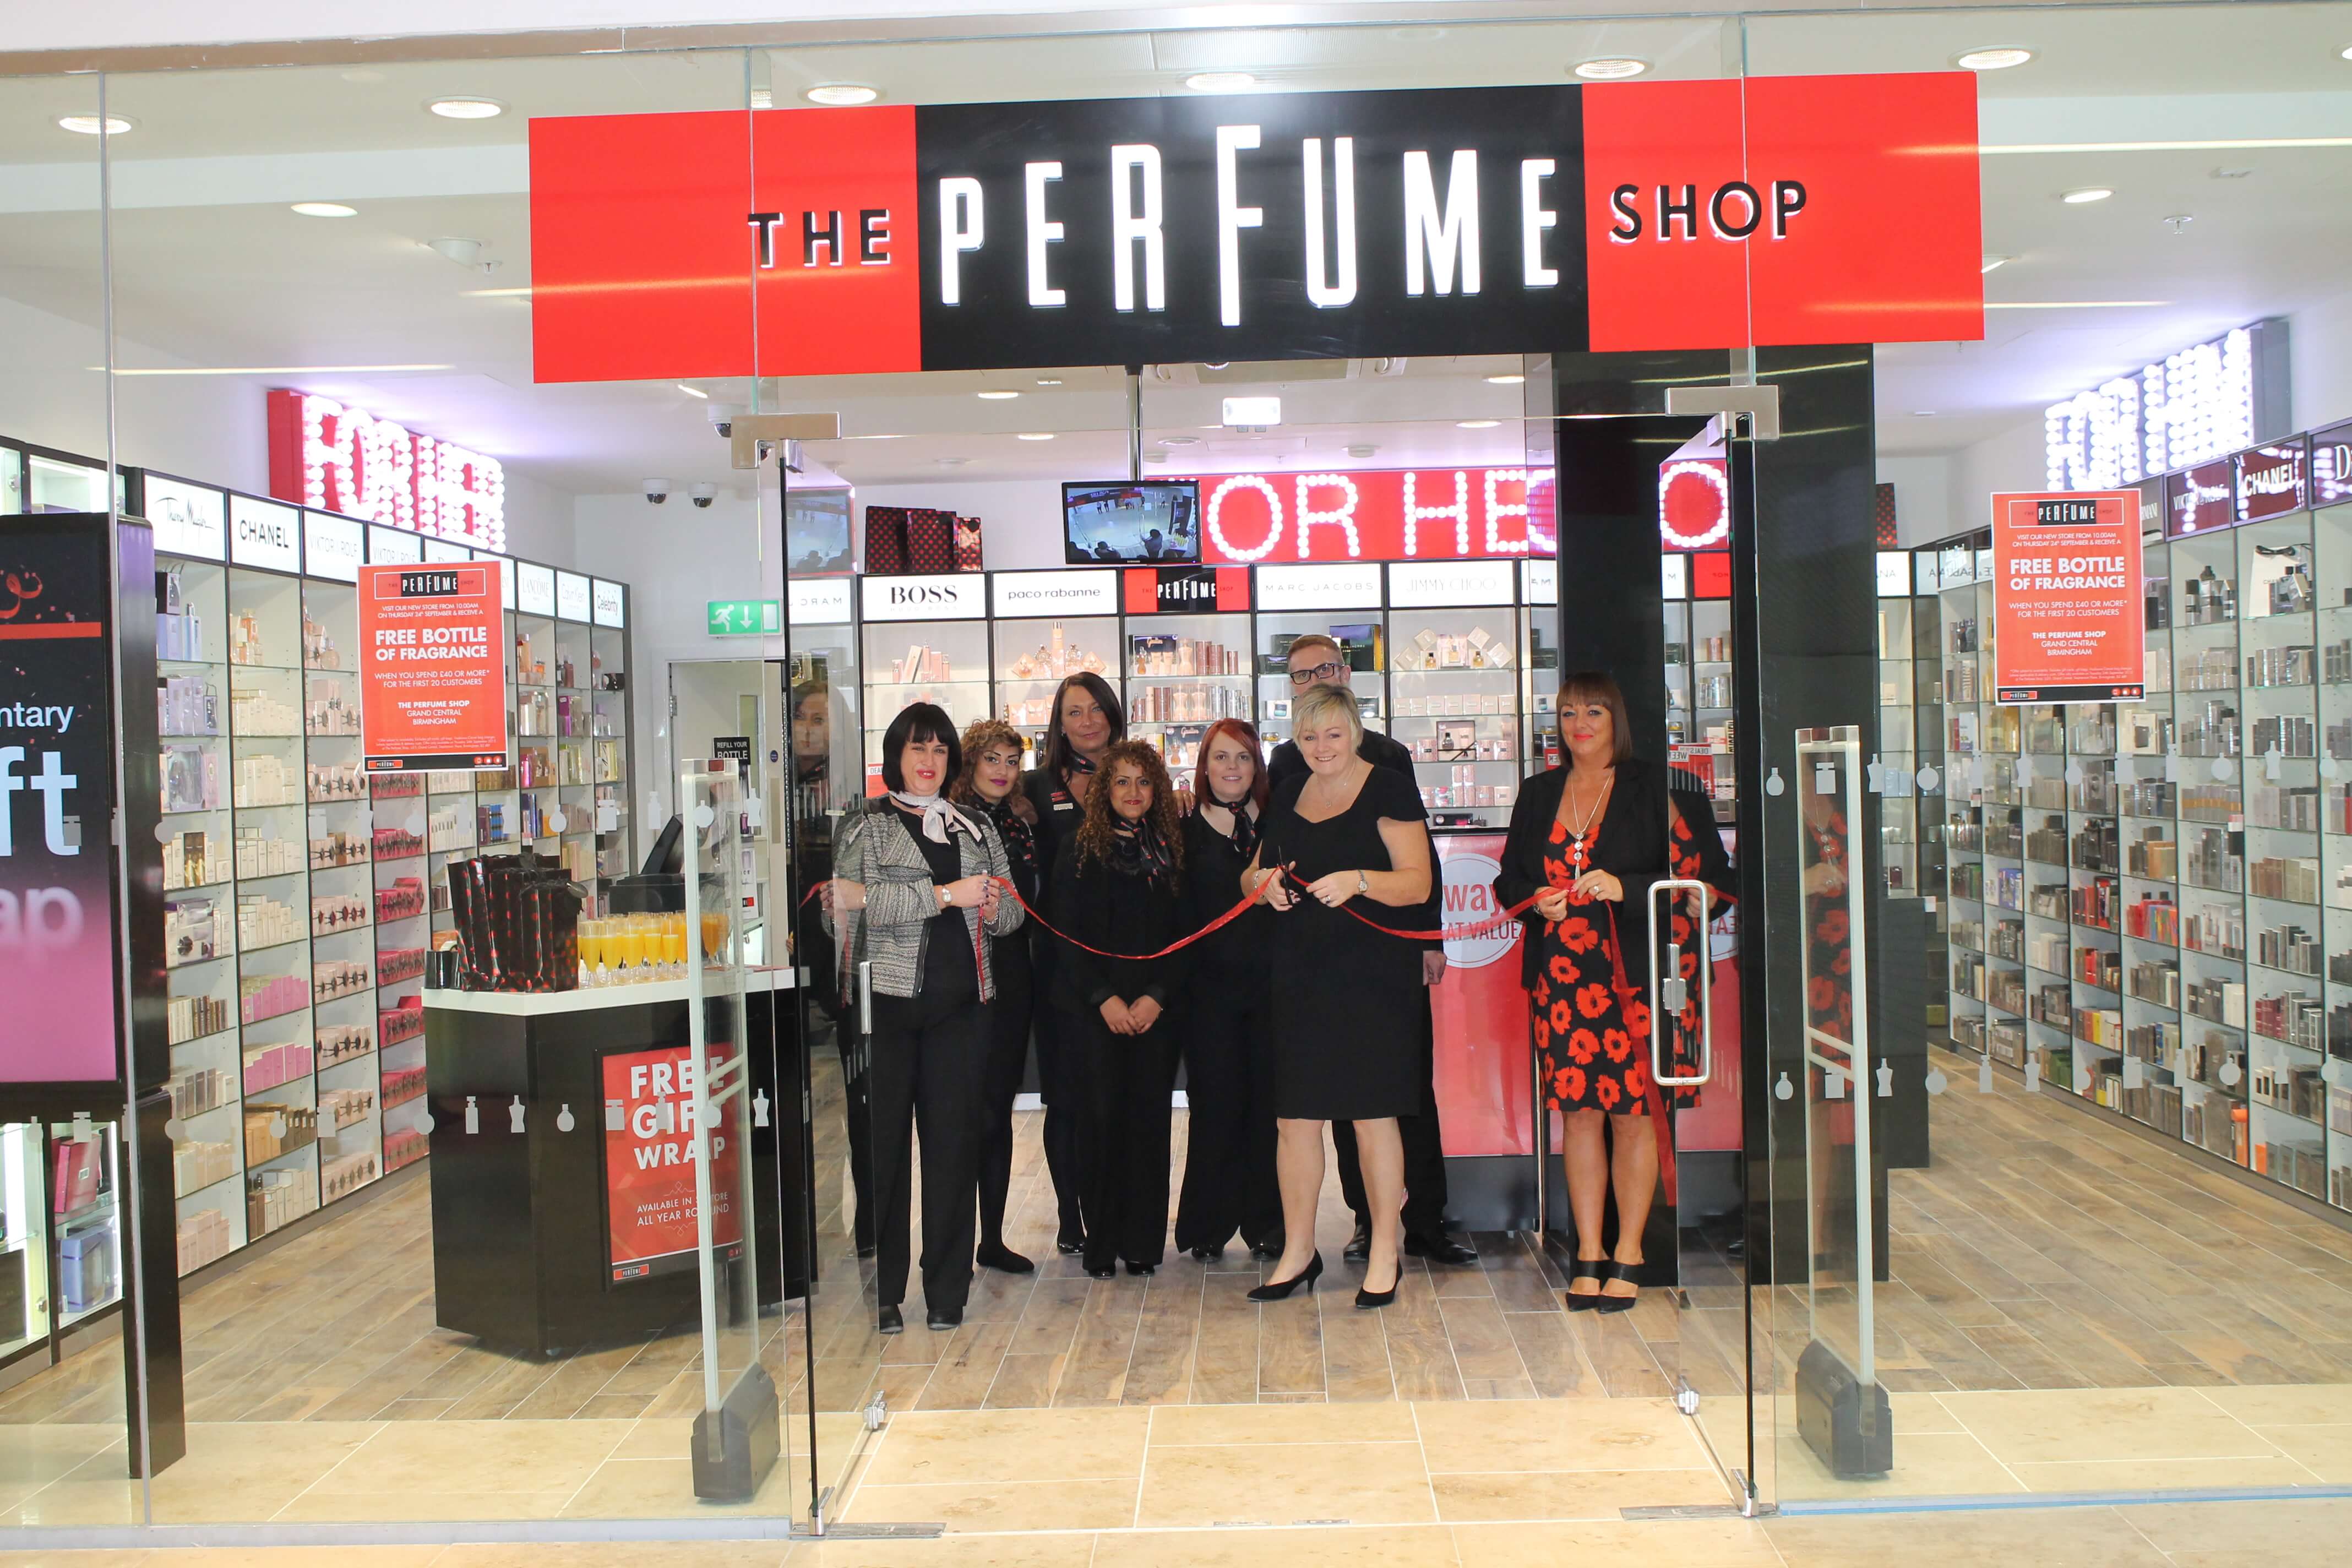 THE PERFUME SHOP
FOR HER
OR HE
O
FOR HIM
Thierry Mugler
CHANEL
VIKTOR&ROLF
LANCÔME
Celebrity
BOSS
paco rabanne
THE PERFUME SHOP
MARC JACOBS
JIMMY CHOO
VIKTOR&ROLF
CHANEL
D
THE PERFUME SHOP
VISIT OUR NEW STORE FROM 10.00AM
ON THURSDAY 24TH SEPTEMBER & RECEIVE A
FREE BOTTLE
OF FRAGRANCE
WHEN YOU SPEND £40 OR MORE*
FOR THE FIRST 20 CUSTOMERS
THE PERFUME SHOP
GRAND CENTRAL
BIRMINGHAM
THE PERFUME SHOP
VISIT OUR NEW STORE FROM 10.00AM
ON THURSDAY 24TH SEPTEMBER & RECEIVE A
FREE BOTTLE
OF FRAGRANCE
WHEN YOU SPEND £40 OR MORE*
FOR THE FIRST 20 CUSTOMERS
THE PERFUME SHOP
GRAND CENTRAL
BIRMINGHAM
ntary
ft
ap
REFILL YOUR
BOTTLE
way
AT VALUE
FREE
GIFT
WRAP
AVAILABLE IN STORE
ALL YEAR ROUND
PERFUME